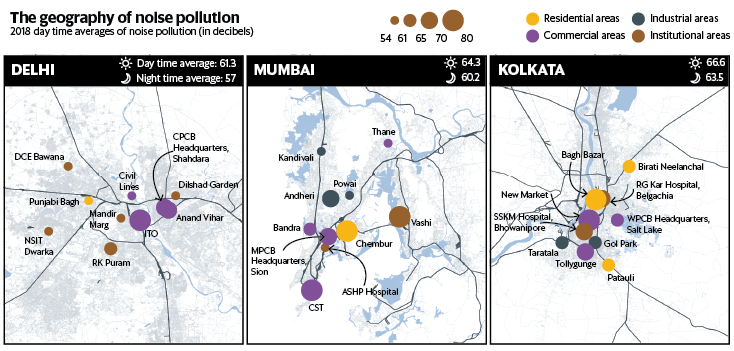 The geography of noise pollution
2018 day time averages of noise pollution (in decibels)
54 61 65 70 80
Residential areas
Industrial areas
Commercial areas
Institutional areas
DELHI
Day time average: 61.3
Night time average: 57
CPCB
Headquarters,
Shahdara
DCE Bawana
Civil
Lines
Dilshad Garden
Punjabi Bagh
Mandir
Marg
Anand Vihar
ITO
NSIT
Dwarka
RK Puram
MUMBAI
64.3
60.2
Thane
Kandivali
Powai
Andheri
Bandra
Vashi
Chembur
MPCB
Headquarters,
Sion
ASHP Hospital
CST
KOLKATA
66.6
63.5
Bagh Bazar
Birati Neelanchal
New Market
RG Kar Hospital,
Belgachia
SSKM Hospital,
Bhowanipore
WPCB Headquarters,
Salt Lake
Gol Park
Taratala
Tollygunge
Patauli